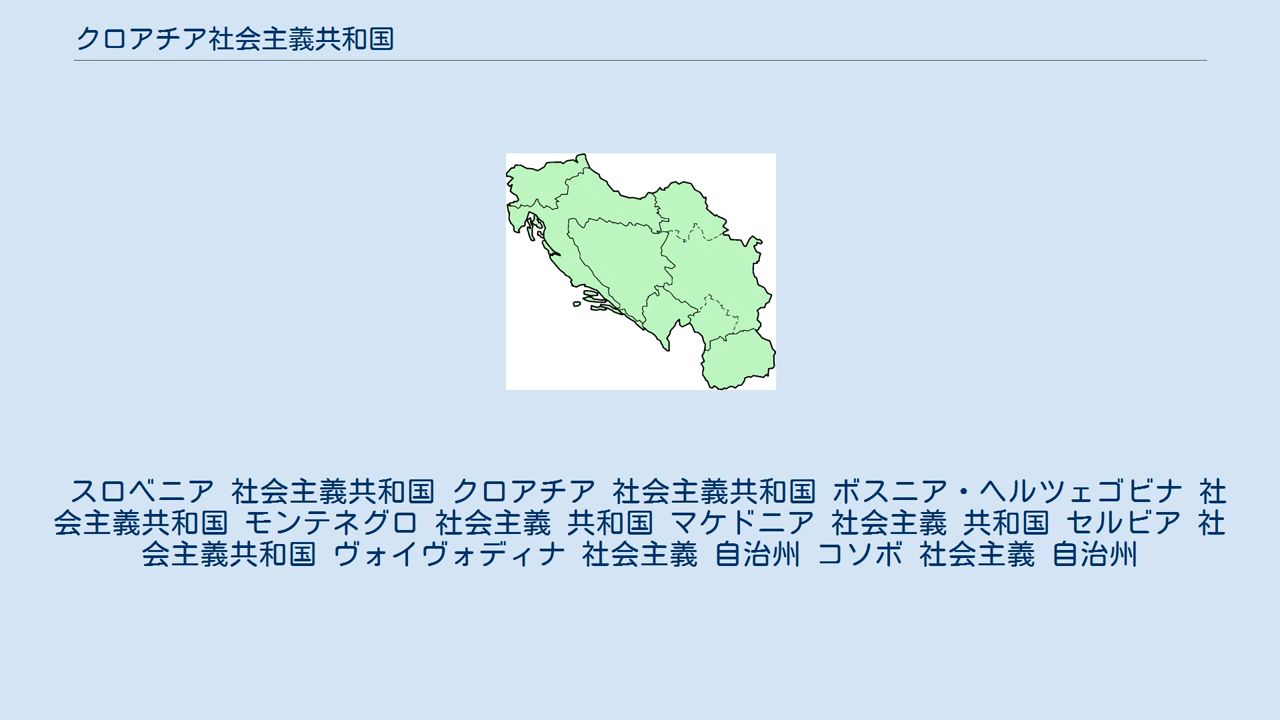 クロアチア社会主義共和国
スロベニア 社会主義共和国 クロアチア 社会主義共和国 ボスニア・ヘルツェゴビナ 社
会主義共和国 モンテネグロ 社会主義 共和国 マケドニア 社会主義 共和国 セルビア 社
会主義共和国 ヴォイヴォディナ 社会主義 自治州 コソボ 社会主義 自治州